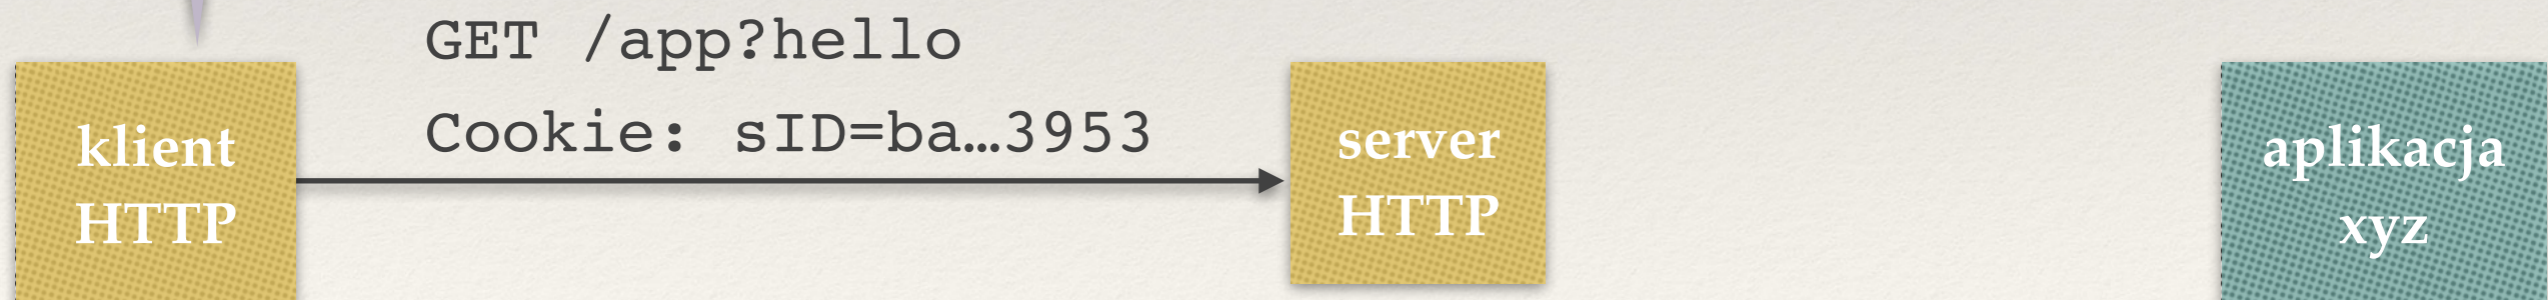 GET /app?hello
Cookie: sID=ba…3953
klient
HTTP
server
HTTP
aplikacja
xyz